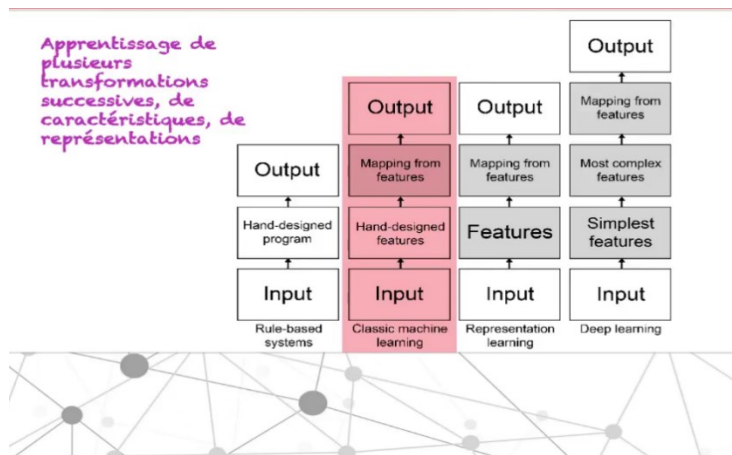 Apprentissage de
plusieurs
transformations
successives, de
caractéristiques, de
représentations
Output
Hand-designed
program
Input
Rule-based
systems
Output
Mapping from
features
Hand-designed
features
Input
Classic machine
learning
Output
Mapping from
features
Features
Input
Representation
learning
Output
Mapping from
features
Most complex
features
Simplest
features
Input
Deep learning